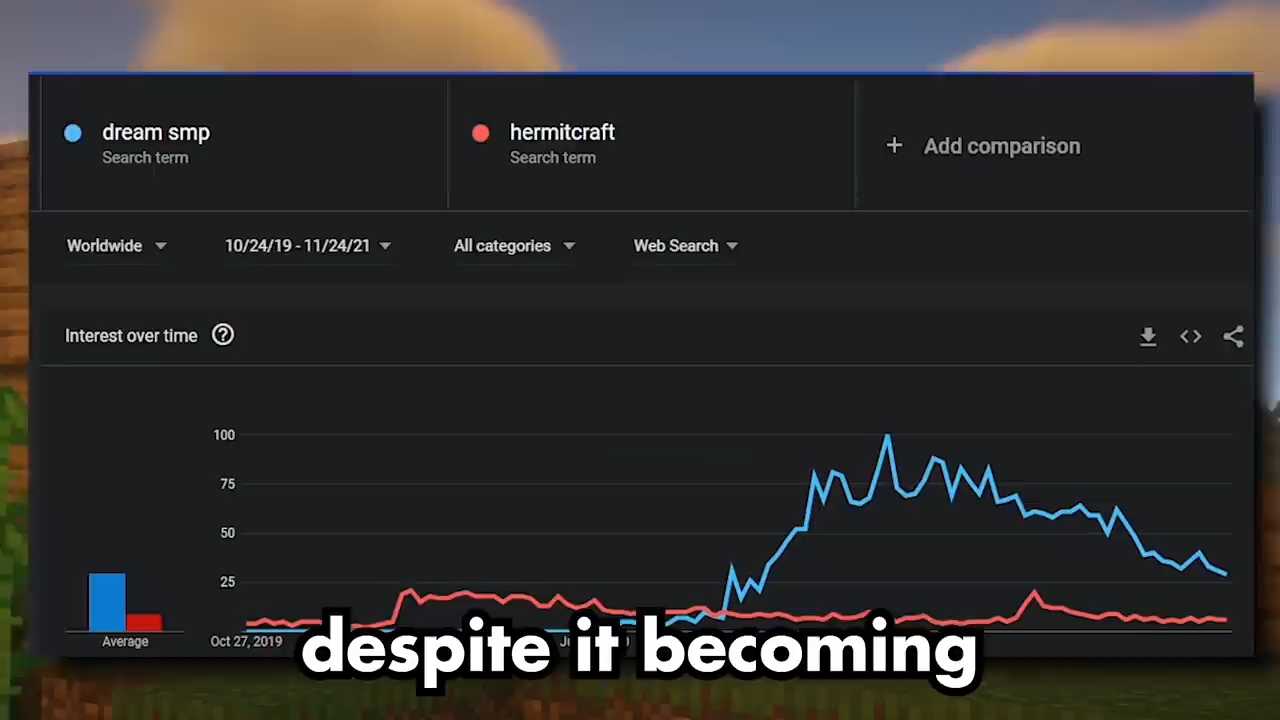 dream smp
Search term
hermitcraft
Search term
+ Add comparison
Worldwide
10/24/19 - 11/24/21
All categories
Web Search
Interest over time ?
100
75
50
25
Average
Oct 27, 2019
despite it becoming